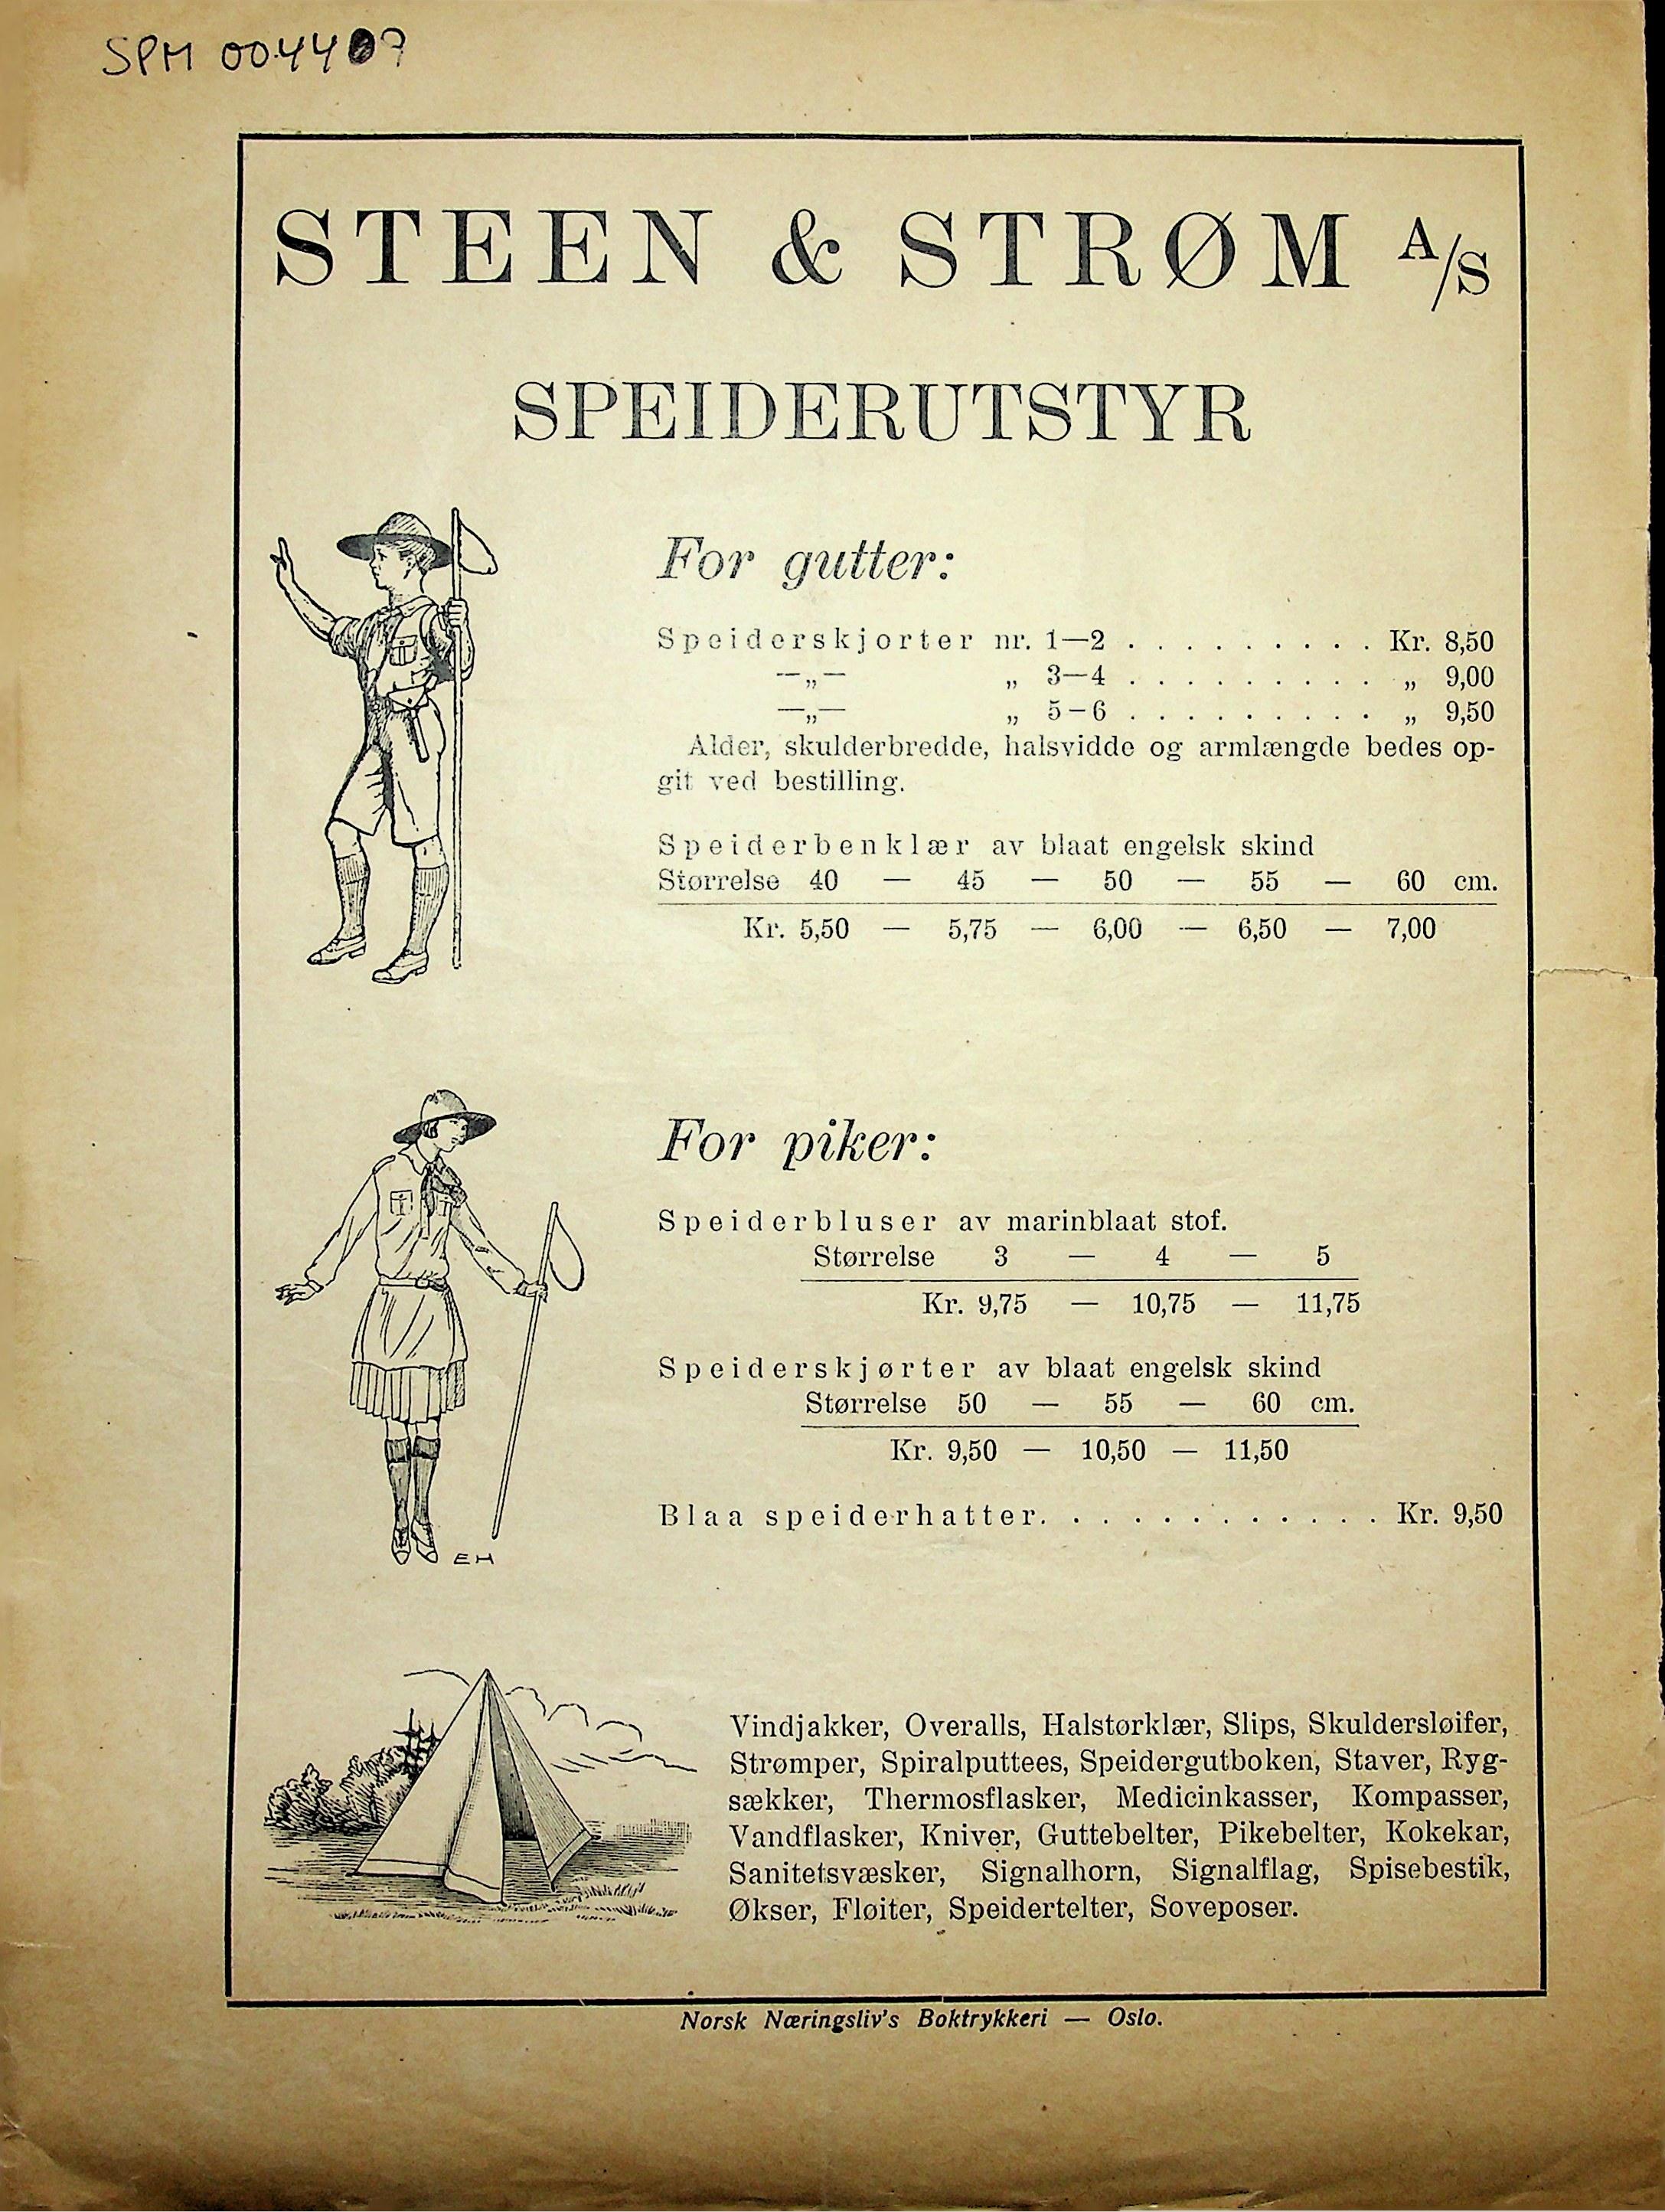 SPM 004409
STEEN & STRØM A/S
SPEIDERUTSTYR
For gutter:
Speiderskjorter nr. 1—2 . . . . . . . . . Kr. 8,50
—„— „ 3—4 . . . . . . . . . „ 9,00
—„— „ 5–6 . . . . . . . . . „ 9,50
Alder, skulderbredde, halsvidde og armlængde bedes op-
git ved bestilling.
Speiderbenklær av blaat engelsk skind
Størrelse 40 — 45 — 50 — 55 — 60 cm.
Kr. 5,50 — 5,75 — 6,00 — 6,50 — 7,00
For piker:
Speiderbluser av marinblaat stof.
Størrelse 3 — 4 — 5
Kr. 9,75 — 10,75 — 11,75
Speiderskjørter av blaat engelsk skind
Størrelse 50 — 55 — 60 cm.
Kr. 9,50 — 10,50 — 11,50
Blaa speiderhatter. . . . . . . . . . . . Kr. 9,50
EH
Vindjakker, Overalls, Halstørklær, Slips, Skuldersløifer,
Strømper, Spiralputtees, Speidergutboken, Staver, Ryg-
sækker, Thermosflasker, Medicinkasser, Kompasser,
Vandflasker, Kniver, Guttebelter, Pikebelter, Kokekar,
Sanitetsvæsker, Signalhorn, Signalflag, Spisebestik,
Økser, Fløiter, Speidertelter, Soveposer.
Norsk Næringsliv's Boktrykkeri — Oslo.